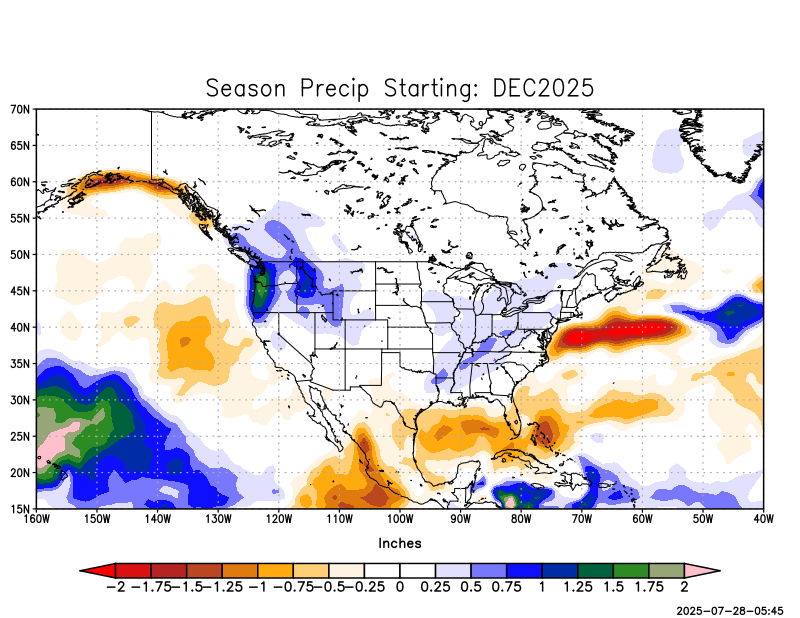 Season Precip Starting: DEC2025
70N
65N
60N
55N
50N
45N
40N
35N
30N
25N
20N
15N
160W 150W 140W 130W 120W 110W 100W 90W 80W 70W 60W 50W 40W
Inches
−2 −1.75 −1.5 −1.25 −1 −0.75 −0.5 −0.25 0 0.25 0.5 0.75 1 1.25 1.5 1.75 2
2025-07-28-05:45